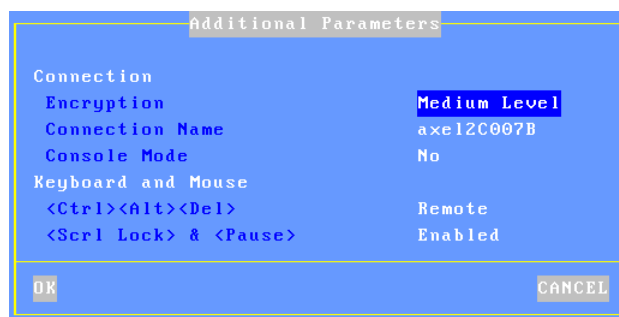 Additional Parameters
Connection
Encryption Medium Level
Connection Name axel2C007B
Console Mode No
Keyboard and Mouse
<Ctrl><Alt><Del> Remote
<Scrl Lock> & <Pause> Enabled
OK CANCEL